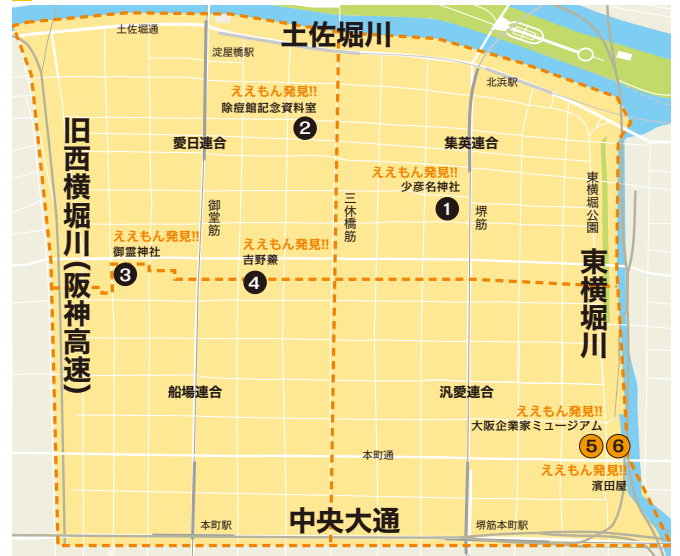 土佐堀通
土佐堀川
淀屋橋駅
北浜駅
ええもん発見!!
除痘館記念資料室
2
愛日連合
集英連合
ええもん発見!!
少彦名神社
1
旧西横堀川(阪神高速)
御堂筋
三休橋筋
堺筋
東横堀公園
東横堀川
ええもん発見!!
御霊神社
3
ええもん発見!!
吉野鯗
4
船場連合
汎愛連合
ええもん発見!!
大阪企業家ミュージアム
5 6
ええもん発見!!
濱田屋
本町通
本町駅
中央大通
堺筋本町駅